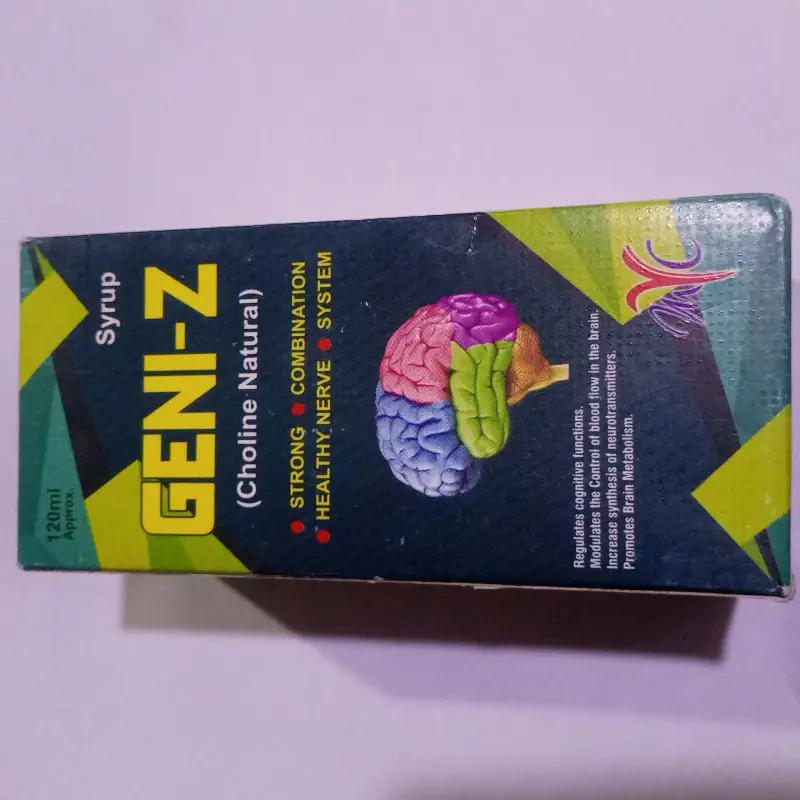 120ml
Approx.
Syrup
GENI-Z
(Choline Natural)
STRONG • COMBINATION
HEALTHY NERVE • SYSTEM
Regulates cognitive functions.
Modulates the Control of blood flow in the brain.
Increase synthesis of neurotransmitters.
Promotes Brain Metabolism.